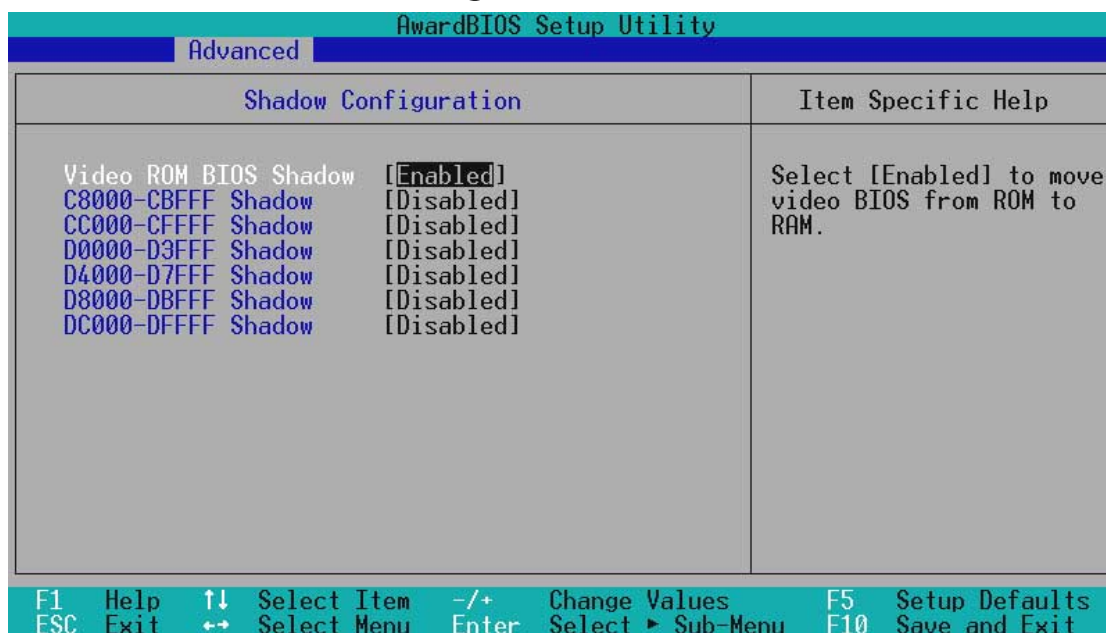 AwardBIOS Setup Utility
Advanced
Shadow Configuration
Item Specific Help
Video ROM BIOS Shadow [Enabled]
C8000-CBFFF Shadow [Disabled]
CC000-CFFFF Shadow [Disabled]
D0000-D3FFF Shadow [Disabled]
D4000-D7FFF Shadow [Disabled]
D8000-DBFFF Shadow [Disabled]
DC000-DFFFF Shadow [Disabled]
Select [Enabled] to move
video BIOS from ROM to
RAM.
F1 Help ↑↓ Select Item -/+ Change Values F5 Setup Defaults
ESC Exit ←→ Select Menu Enter Select ► Sub-Menu F10 Save and Exit